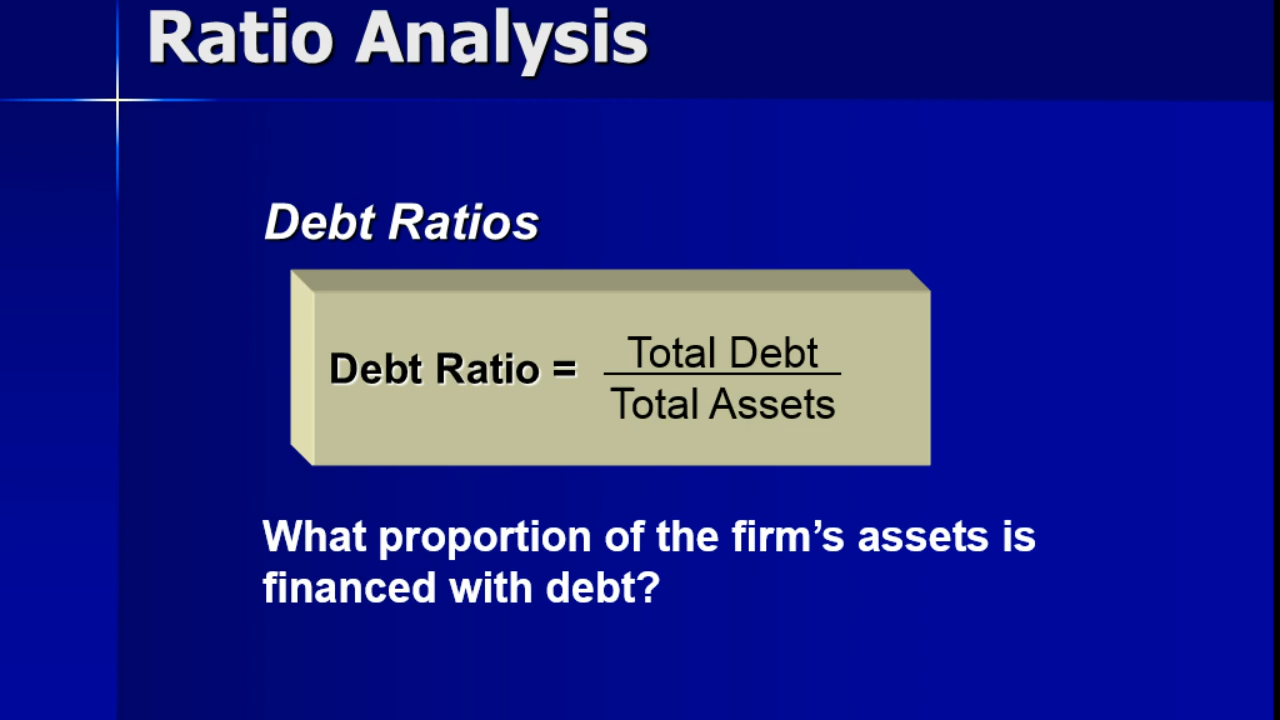 Ratio Analysis
Debt Ratios
Debt Ratio = Total Debt
Total Assets
What proportion of the firm’s assets is
financed with debt?